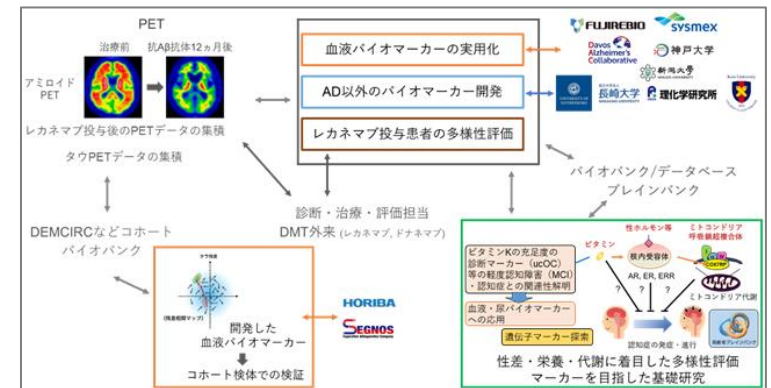 PET
治療前
抗Aβ抗体12ヵ月後
アミロイド
PET
レカネマブ投与後のPETデータの集積
タウPETデータの集積
血液バイオマーカーの実用化
AD以外のバイオマーカー開発
レカネマブ投与患者の多様性評価
FUJIREBIO
sysmex
Davos
Alzheimer's
Collaborative
神戸大学
新潟大学
長崎大学
理化学研究所
バイオバンク/データベース
ブレインバンク
診断・治療・評価担当
DMT外来 (レカネマブ、ドナネマブ)
DEMCIRCなどコホート
バイオバンク
開発した
血液バイオマーカー
コホート検体での検証
HORIBA
SEGNOS
ビタミンKの充足度の
診断マーカー（ucOC）
等の軽度認知障害（MCI）
・認知症との関連性解明
血液・尿バイオマーカー
への応用
遺伝子マーカー探索
ビタミン
性ホルモン等
核内受容体
AR, ER, ERR
ミトコンドリア
呼吸鎖超複合体
COX7RP
ミトコンドリア代謝
?
?
?
認知症の発症・進行
高齢者ブレインバンク
性差・栄養・代謝に着目した多様性評価
マーカーを目指した基礎研究